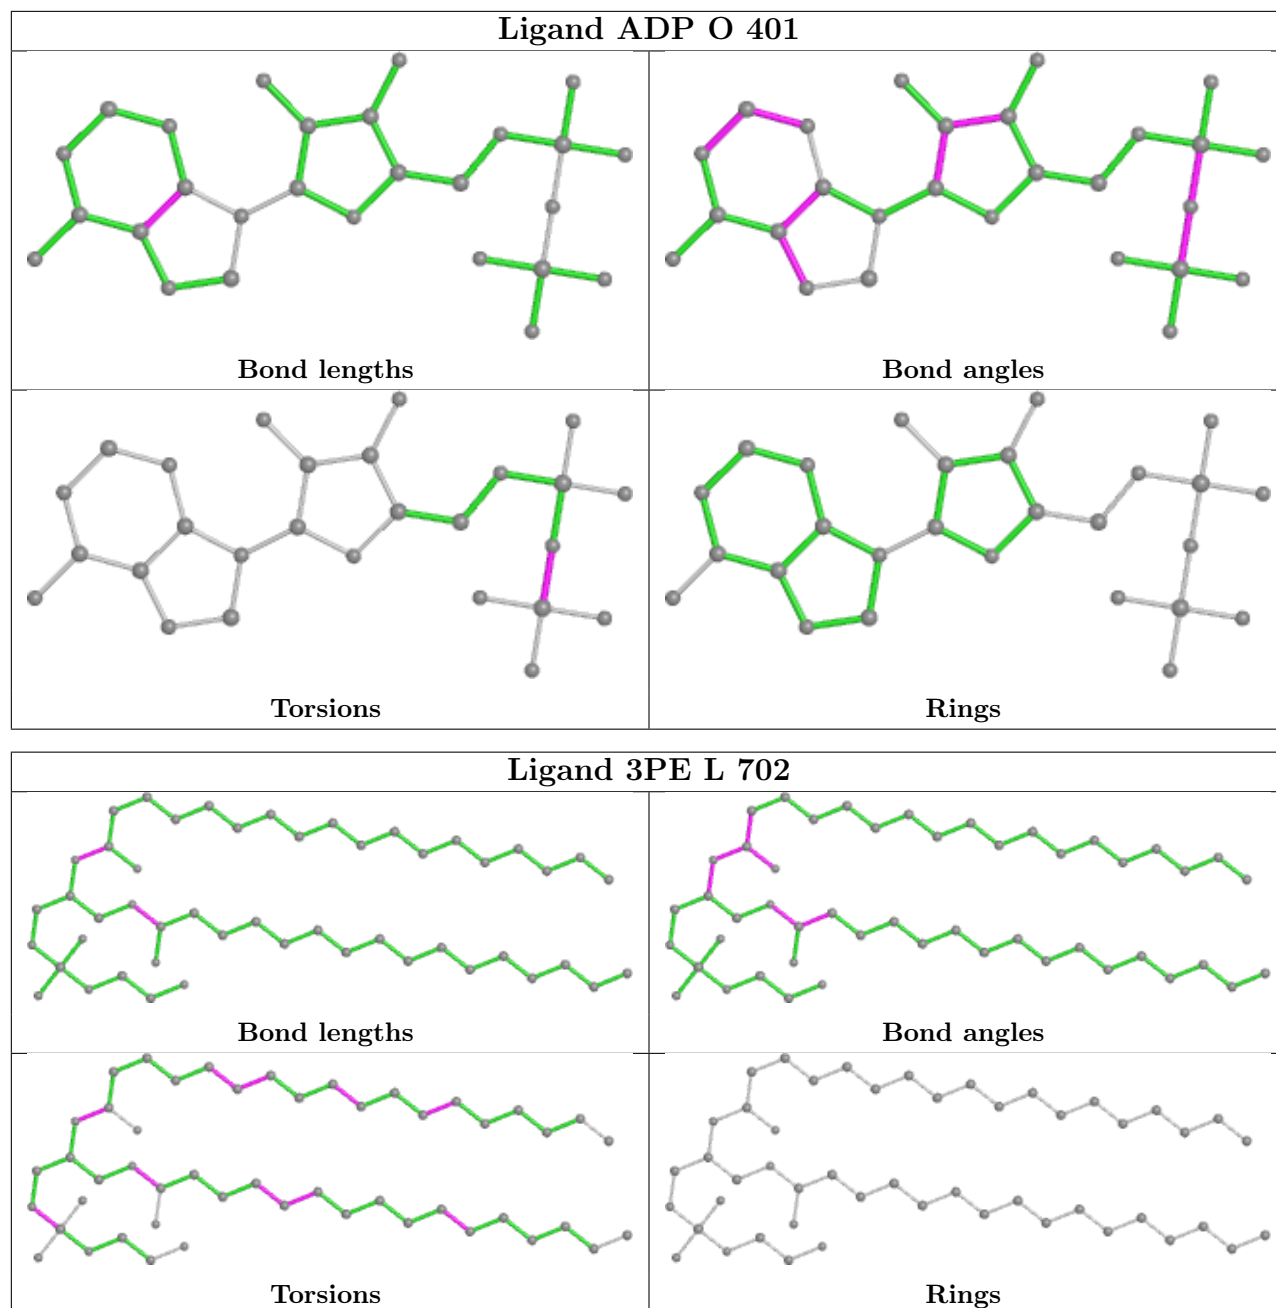 Ligand ADP O 401
Bond lengths
Bond angles
Torsions
Rings
Ligand 3PE L 702
Bond lengths
Bond angles
Torsions
Rings